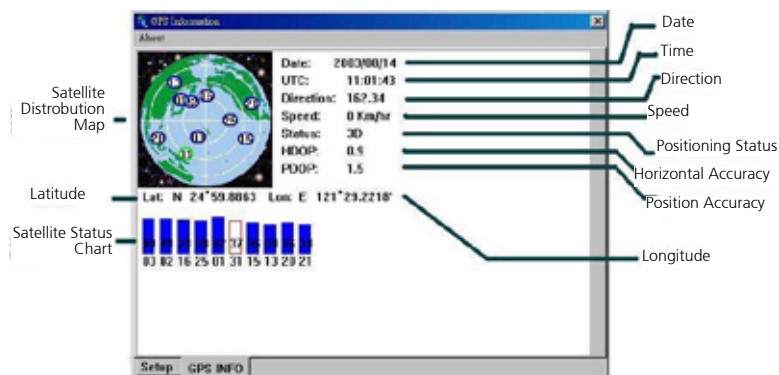 GPS Information
About
Date: 2003/08/14
UTC: 11:01:43
Direction: 162.34
Speed: 0 Km/hr
Status: 3D
HDOP: 0.9
PDOP: 1.5
Lat: N 24°59.8863 Lon: E 121°29.2218'
37
03 02 16 25 01 31 15 13 20 21
Setup GPS INFO
Satellite
Distrobution
Map
Latitude
Satellite Status
Chart
Date
Time
Direction
Speed
Positioning Status
Horizontal Accuracy
Position Accuracy
Longitude